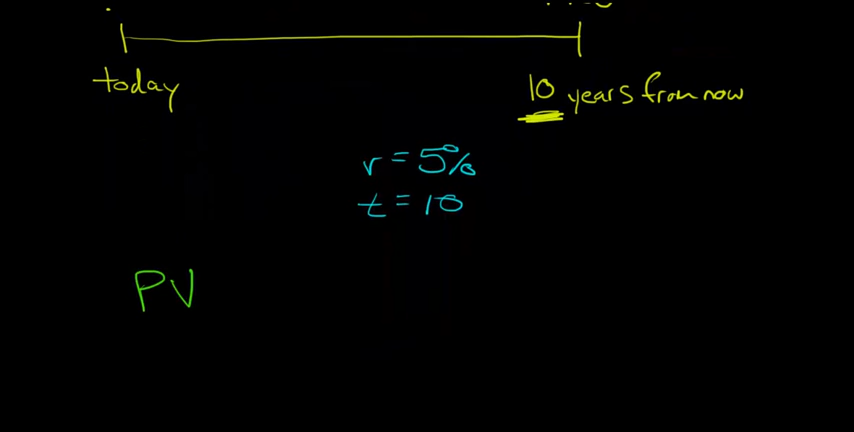 today
10 years from now
r = 5%
t = 10
PV